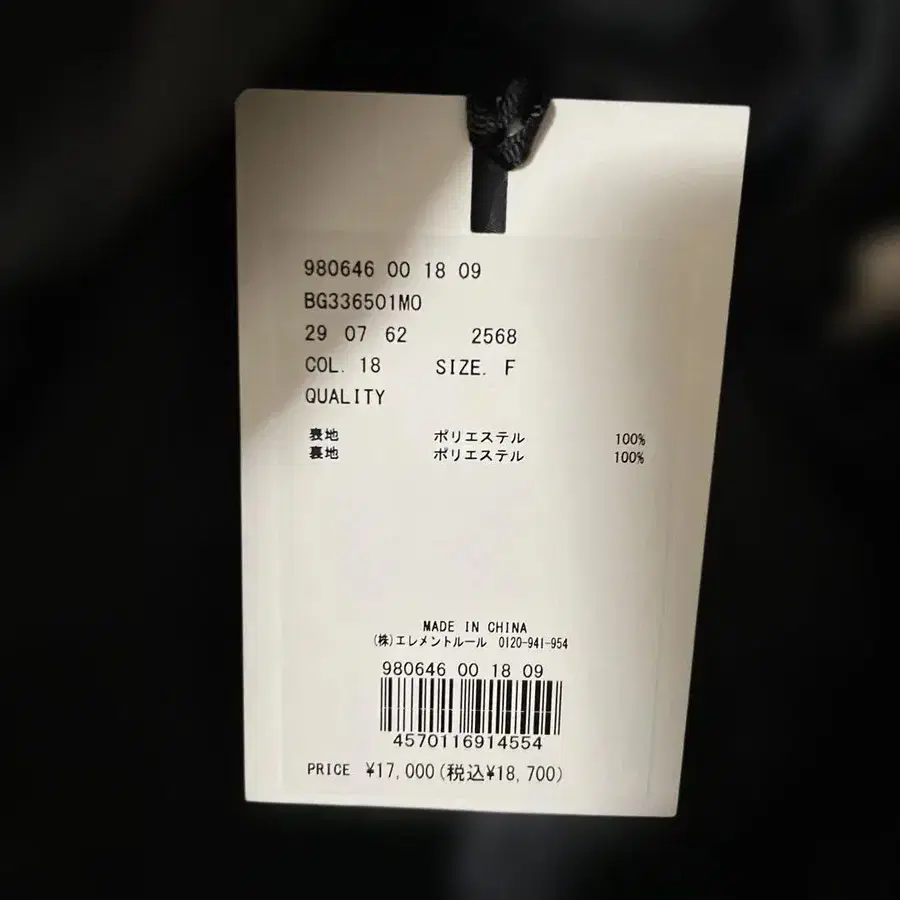 980646 00 18 09
BG336501MO
29 07 62 2568
COL. 18 SIZE. F
QUALITY
表地 ポリエステル 100%
裏地 ポリエステル 100%
MADE IN CHINA
(株)エレメントルール 0120-941-954
980646 00 18 09
4570116914554
PRICE ¥17,000(税込¥18,700)